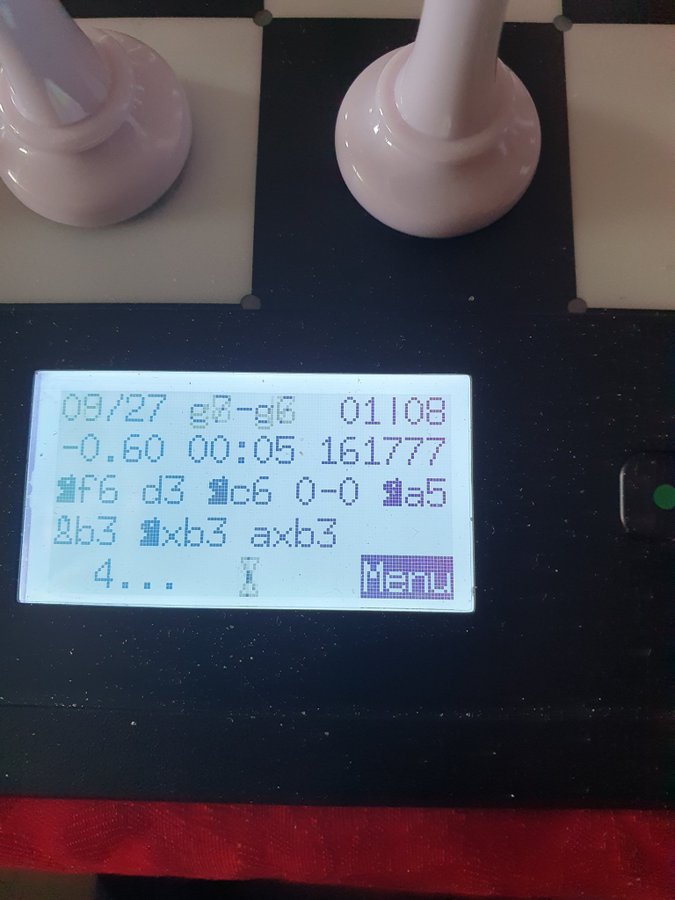 09/27 01|08
-0.60 00:05 161777
♞f6 d3 ♞c6 0-0 ♞a5
♗b3 ♞xb3 axb3
4... Menu